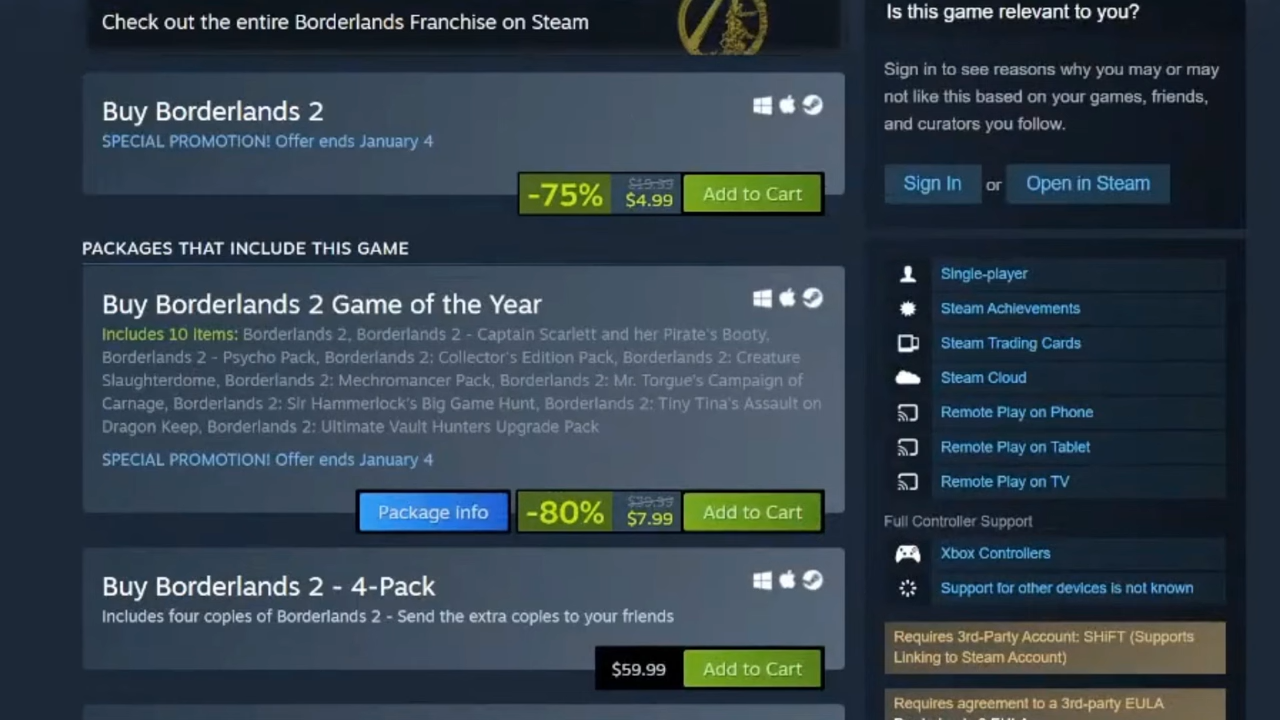 Check out the entire Borderlands Franchise on Steam
Buy Borderlands 2
SPECIAL PROMOTION! Offer ends January 4
-75%
$19.99
$4.99
Add to Cart
PACKAGES THAT INCLUDE THIS GAME
Buy Borderlands 2 Game of the Year
Includes 10 items: Borderlands 2, Borderlands 2 - Captain Scarlett and her Pirate's Booty,
Borderlands 2 - Psycho Pack, Borderlands 2: Collector's Edition Pack, Borderlands 2: Creature
Slaughterdome, Borderlands 2: Mechromancer Pack, Borderlands 2: Mr. Torgue's Campaign of
Carnage, Borderlands 2: Sir Hammerlock's Big Game Hunt, Borderlands 2: Tiny Tina's Assault on
Dragon Keep, Borderlands 2: Ultimate Vault Hunters Upgrade Pack
SPECIAL PROMOTION! Offer ends January 4
Package info
-80%
$39.99
$7.99
Add to Cart
Buy Borderlands 2 - 4-Pack
Includes four copies of Borderlands 2 - Send the extra copies to your friends
$59.99
Add to Cart
Is this game relevant to you?
Sign in to see reasons why you may or may
not like this based on your games, friends,
and curators you follow.
Sign In or Open in Steam
Single-player
Steam Achievements
Steam Trading Cards
Steam Cloud
Remote Play on Phone
Remote Play on Tablet
Remote Play on TV
Full Controller Support
Xbox Controllers
Support for other devices is not known
Requires 3rd-Party Account: SHiFT (Supports
Linking to Steam Account)
Requires agreement to a 3rd-party EULA